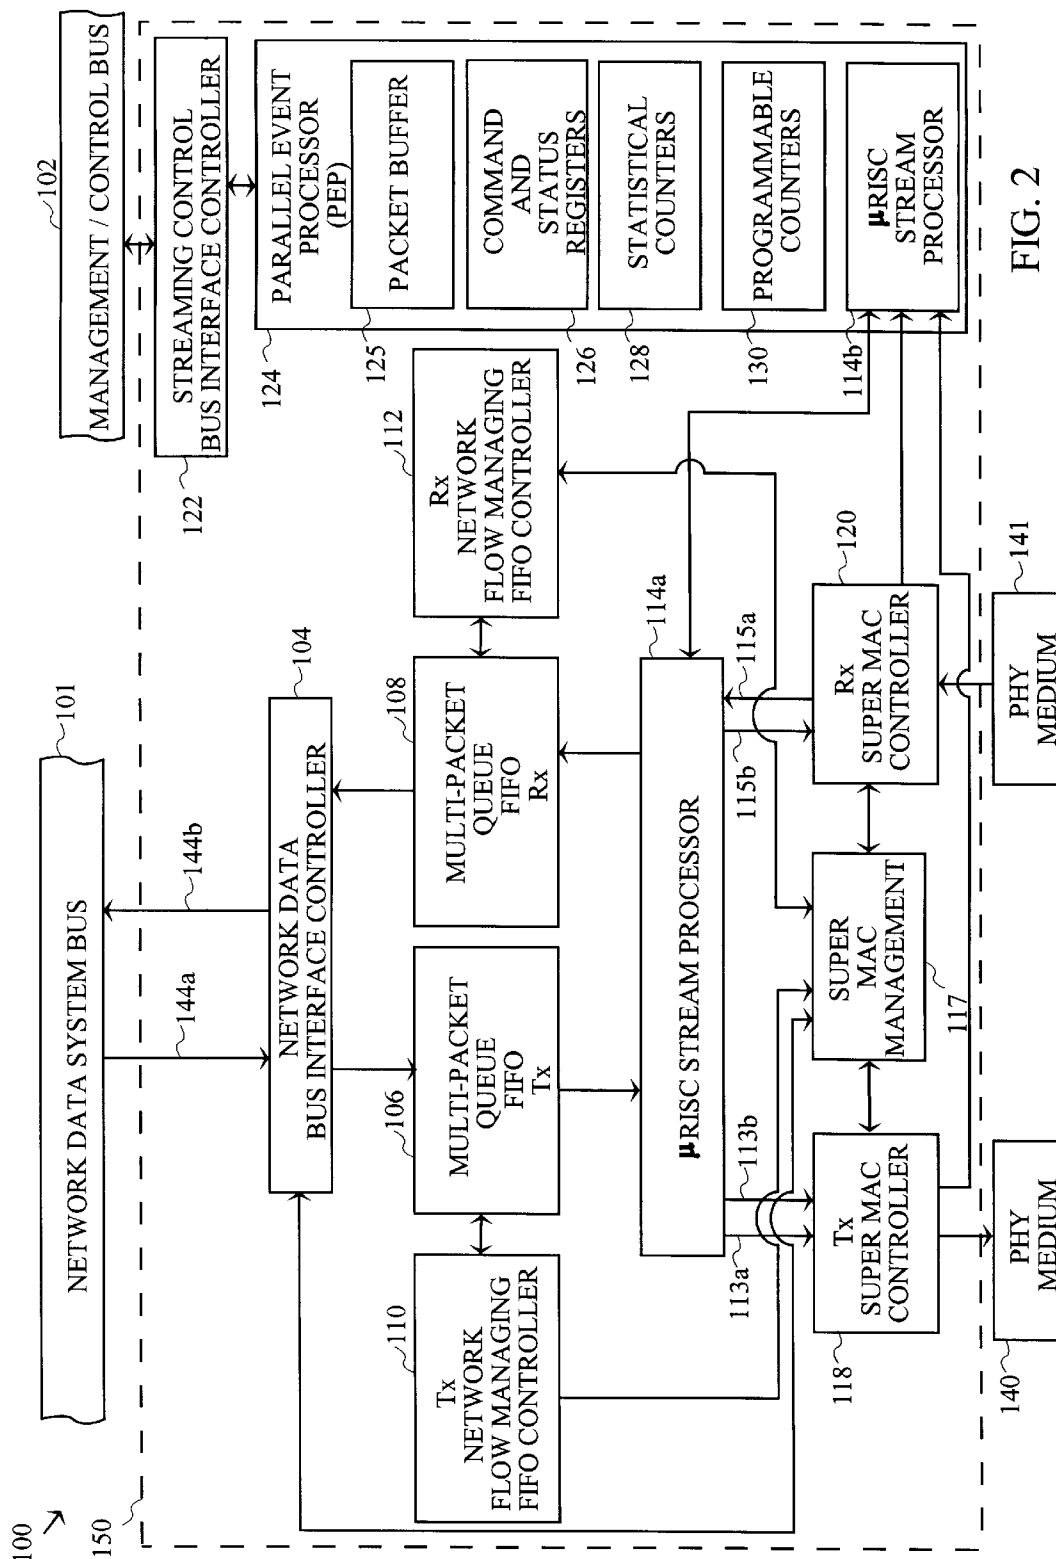 100
150
NETWORK DATA SYSTEM BUS
101
MANAGEMENT / CONTROL BUS
102
144a
144b
NETWORK DATA
BUS INTERFACE CONTROLLER
104
STREAMING CONTROL
BUS INTERFACE CONTROLLER
122
Tx
NETWORK
FLOW MANAGING
FIFO CONTROLLER
110
MULTI-PACKET
QUEUE
FIFO
Tx
106
MULTI-PACKET
QUEUE
FIFO
Rx
108
Rx
NETWORK
FLOW MANAGING
FIFO CONTROLLER
112
124
PARALLEL EVENT
PROCESSOR
(PEP)
PACKET BUFFER
125
COMMAND
AND
STATUS
REGISTERS
126
STATISTICAL
COUNTERS
128
PROGRAMMABLE
COUNTERS
130
µRISC
STREAM
PROCESSOR
114b
µRISC STREAM PROCESSOR
114a
113a
113b
115b
115a
Tx
SUPER MAC
CONTROLLER
118
SUPER
MAC
MANAGEMENT
117
Rx
SUPER MAC
CONTROLLER
120
PHY
MEDIUM
140
PHY
MEDIUM
141
FIG. 2